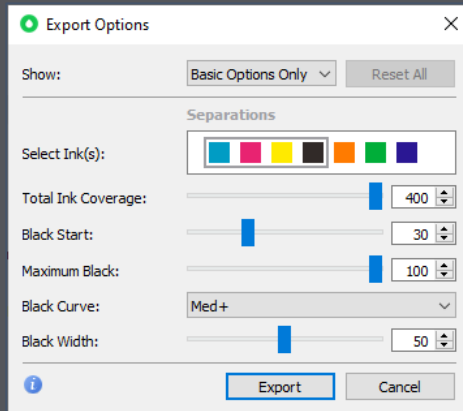 Export Options
Show: Basic Options Only Reset All
Separations
Select Ink(s):
Total Ink Coverage: 400
Black Start: 30
Maximum Black: 100
Black Curve: Med+
Black Width: 50
i Export Cancel